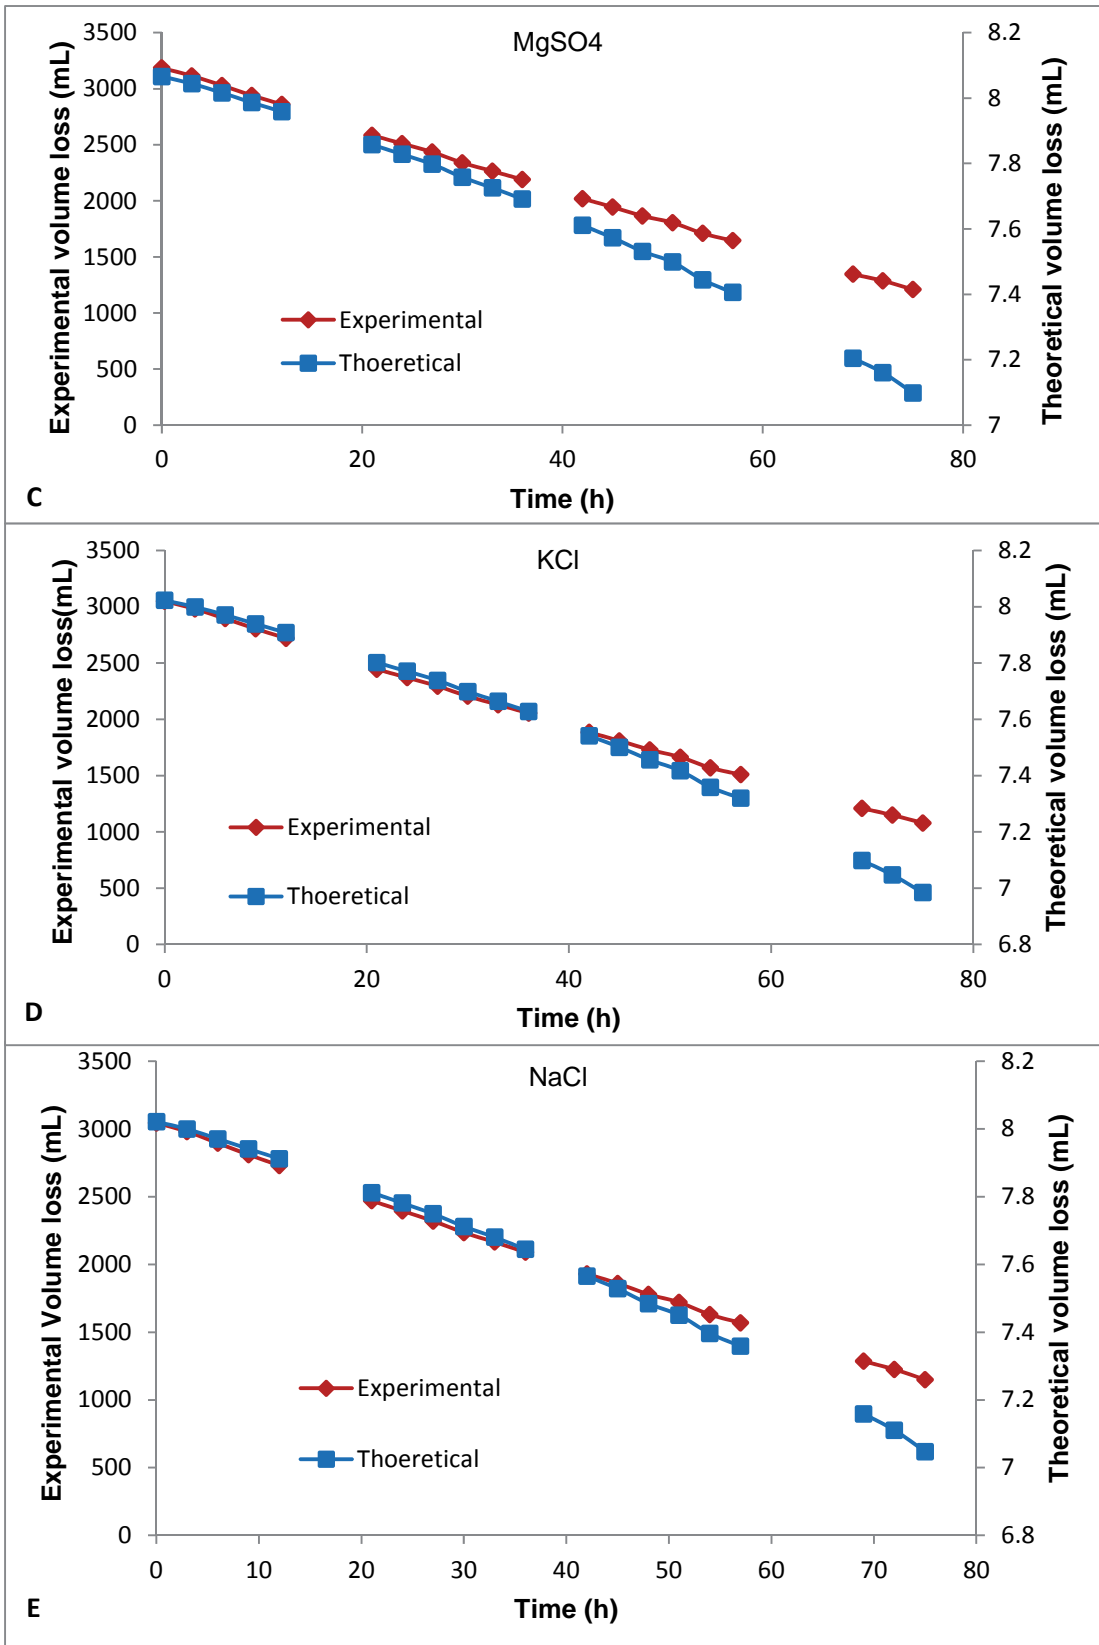 MgSO4
Experimental volume loss (mL)
3500
3000
2500
2000
1500
1000
500
0
8.2
8
7.8
7.6
7.4
7.2
7
Theoretical volume loss (mL)
Experimental
Thoeretical
0 20 40 60 80
Time (h)
C
KCl
Experimental volume loss(mL)
3500
3000
2500
2000
1500
1000
500
0
8.2
8
7.8
7.6
7.4
7.2
7
6.8
Theoretical volume loss (mL)
Experimental
Thoeretical
0 20 40 60 80
Time (h)
D
NaCl
Experimental Volume loss (mL)
3500
3000
2500
2000
1500
1000
500
0
8.2
8
7.8
7.6
7.4
7.2
7
6.8
Theoretical volume loss (mL)
Experimental
Thoeretical
0 10 20 30 40 50 60 70 80
Time (h)
E